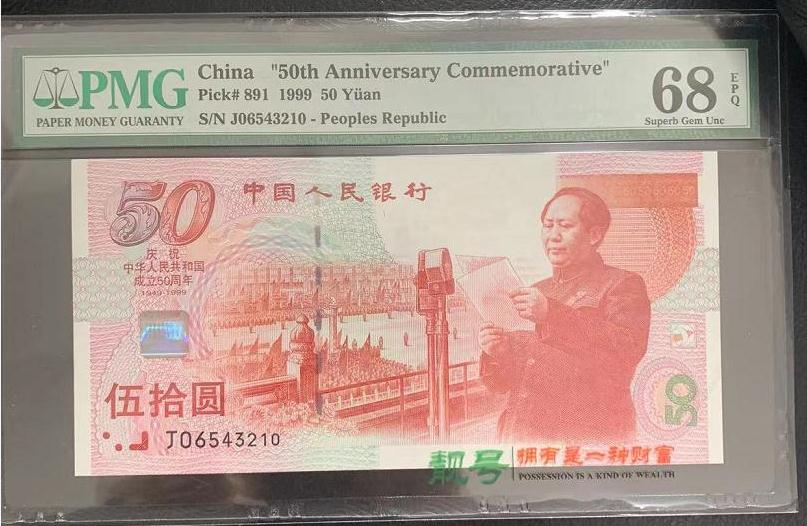 PMG
PAPER MONEY GUARANTY
China "50th Anniversary Commemorative"
Pick# 891 1999 50 Yüan
S/N J06543210 - Peoples Republic
68
EPQ
Superb Gem Unc
50
中国人民银行
庆祝
中华人民共和国
成立50周年
1949-1999
伍拾圆
J06543210
50
靓号
拥有是一种财富
POSSESSION IS A KIND OF WEALTH